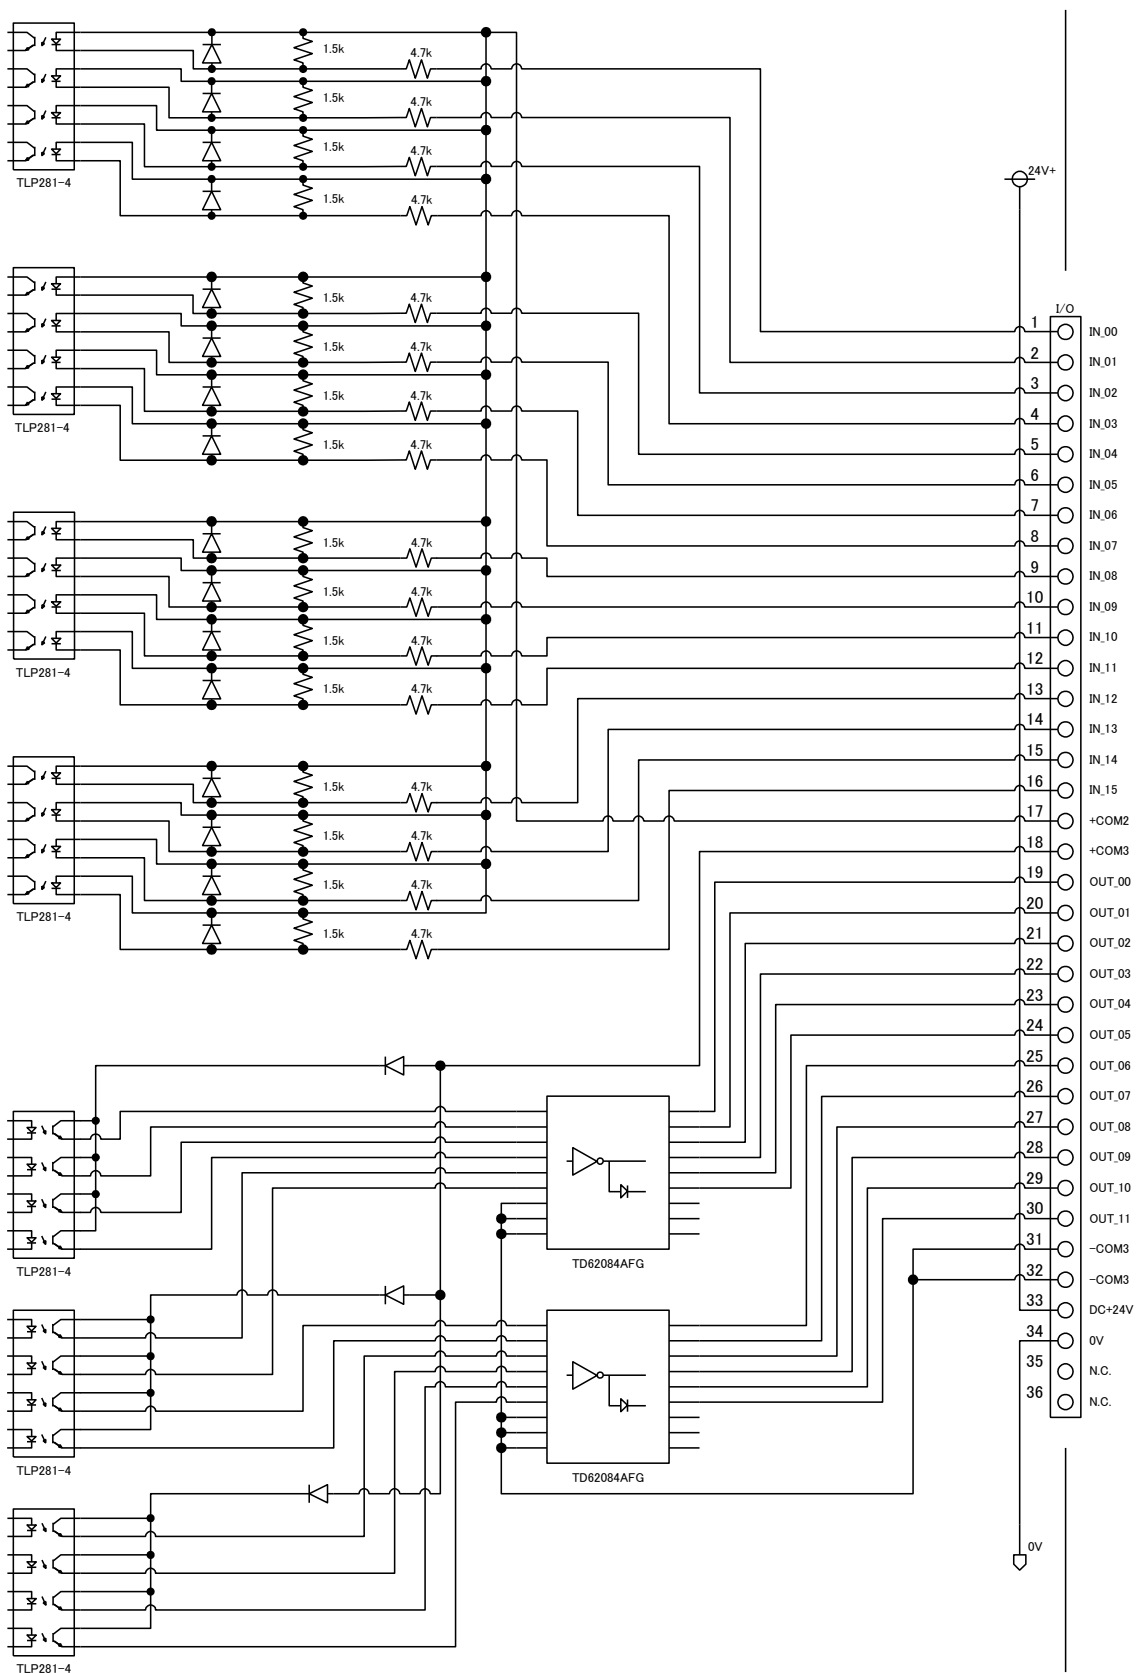 1.5k
4.7k
1.5k
4.7k
1.5k
4.7k
1.5k
4.7k
TLP281-4
1.5k
4.7k
1.5k
4.7k
1.5k
4.7k
1.5k
4.7k
TLP281-4
1.5k
4.7k
1.5k
4.7k
1.5k
4.7k
1.5k
4.7k
TLP281-4
1.5k
4.7k
1.5k
4.7k
1.5k
4.7k
1.5k
4.7k
TLP281-4
TLP281-4
TLP281-4
TLP281-4
TD62084AFG
TD62084AFG
24V+
I/O
1 IN_00
2 IN_01
3 IN_02
4 IN_03
5 IN_04
6 IN_05
7 IN_06
8 IN_07
9 IN_08
10 IN_09
11 IN_10
12 IN_11
13 IN_12
14 IN_13
15 IN_14
16 IN_15
17 +COM2
18 +COM3
19 OUT_00
20 OUT_01
21 OUT_02
22 OUT_03
23 OUT_04
24 OUT_05
25 OUT_06
26 OUT_07
27 OUT_08
28 OUT_09
29 OUT_10
30 OUT_11
31 -COM3
32 -COM3
33 DC+24V
34 0V
35 N.C.
36 N.C.
0V